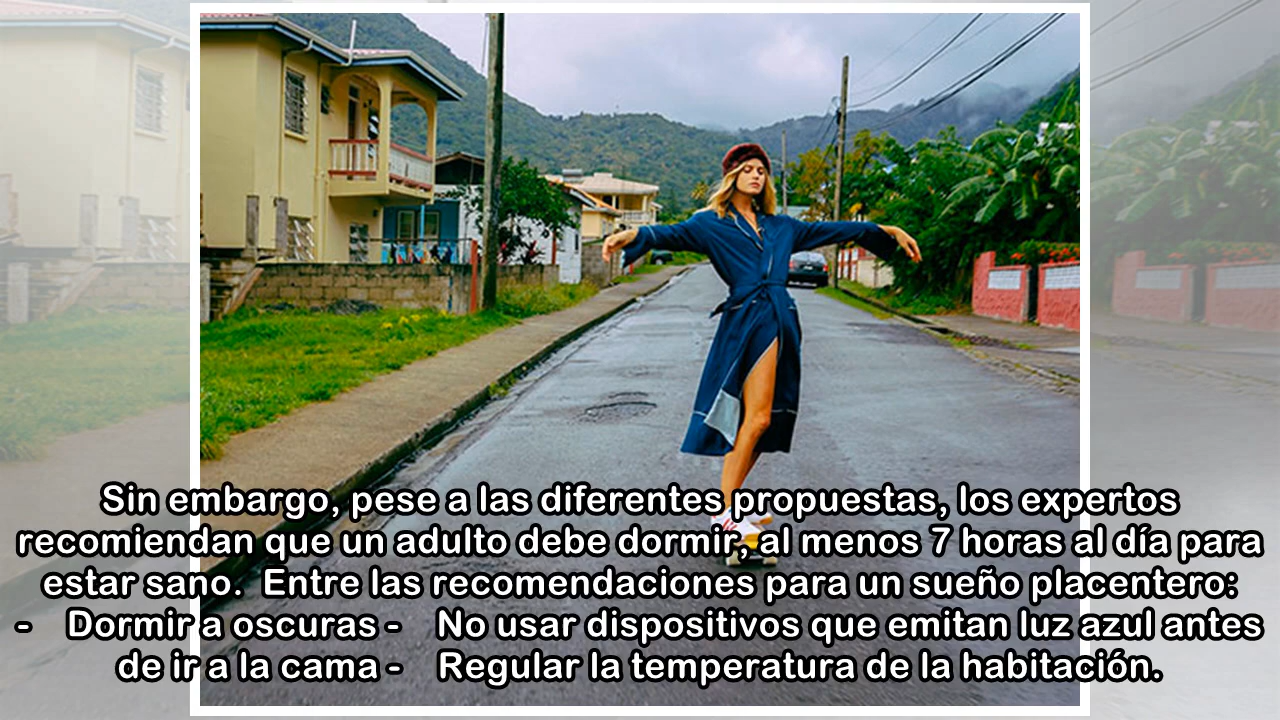 Sin embargo, pese a las diferentes propuestas, los expertos
recomiendan que un adulto debe dormir, al menos 7 horas al día para
estar sano.  Entre las recomendaciones para un sueño placentero:
-    Dormir a oscuras -    No usar dispositivos que emitan luz azul antes
de ir a la cama -    Regular la temperatura de la habitación.